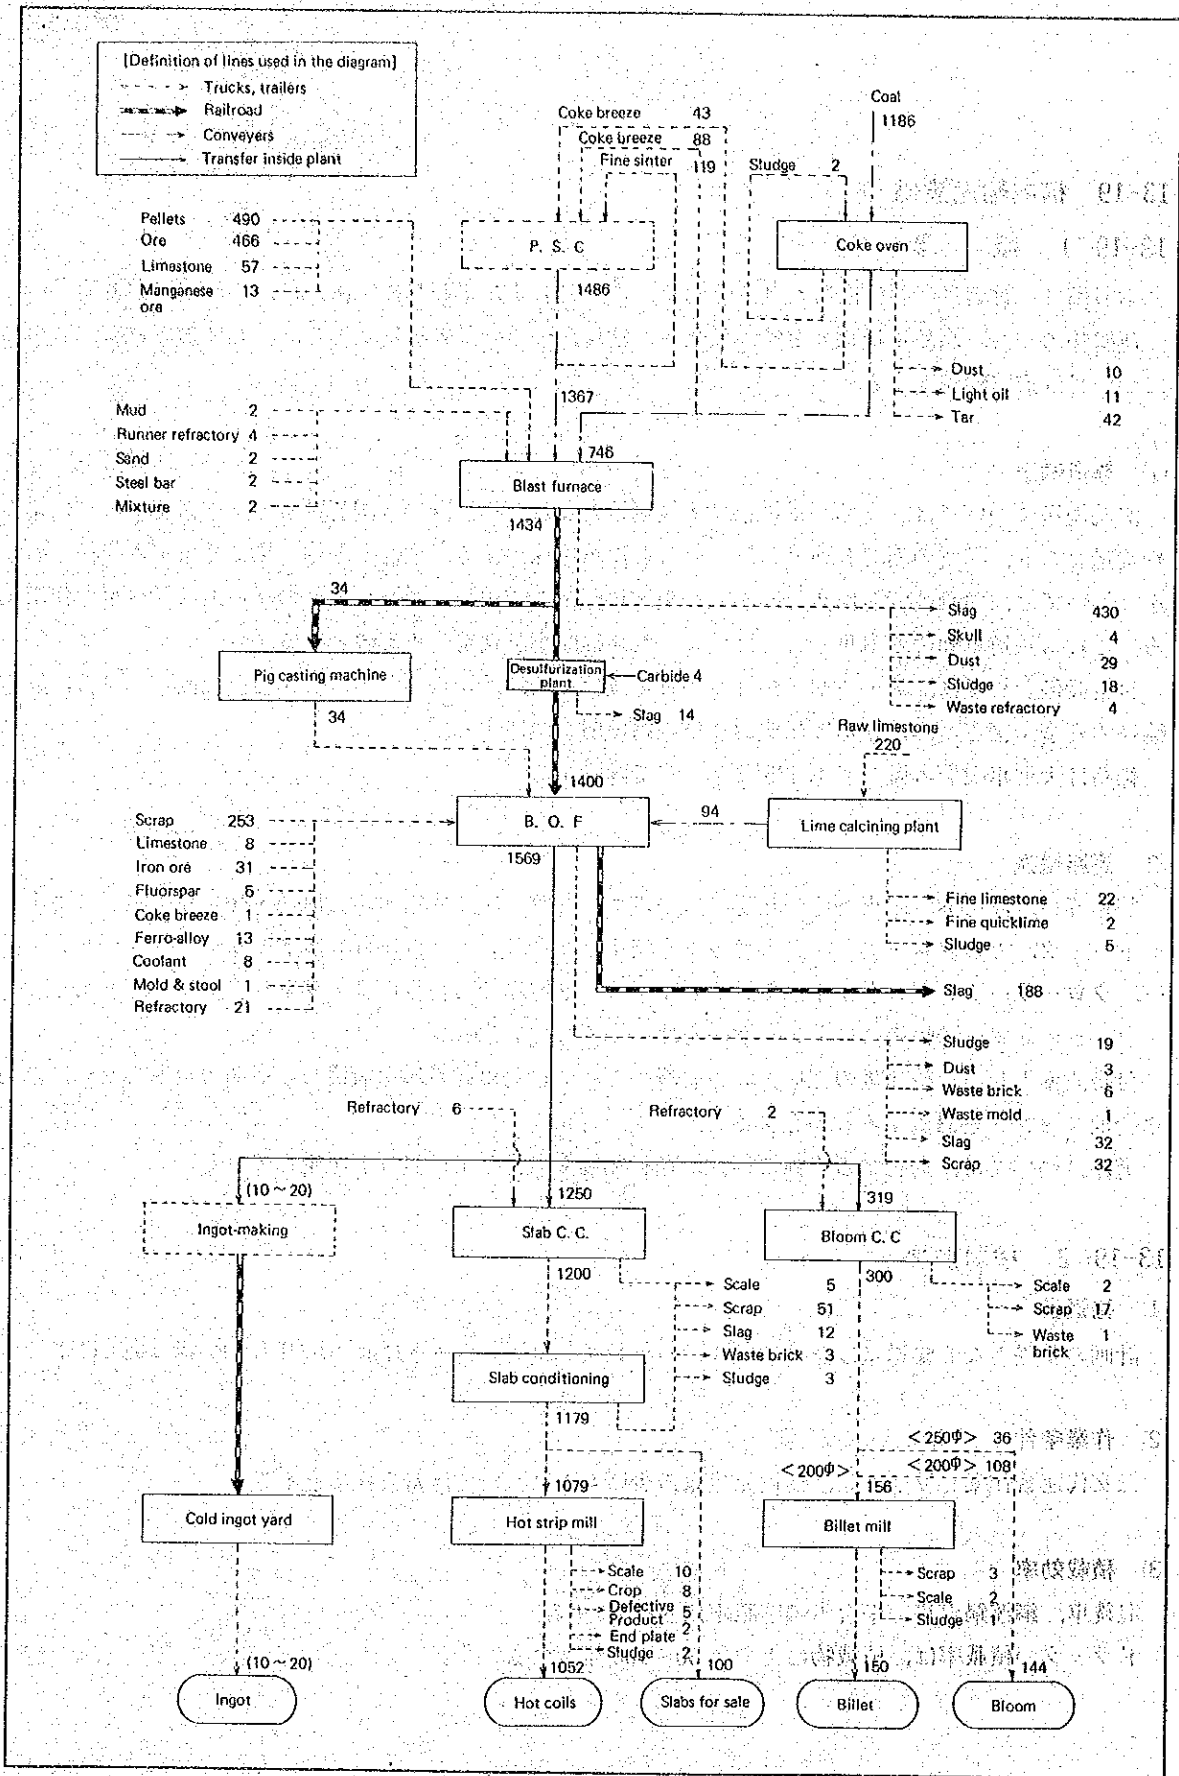 [Definition of lines used in the diagram]
Trucks, trailers
Railroad
Conveyers
Transfer inside plant
Coke breeze 43
Coke breeze 88
Fine sinter 119
Sludge 2
Coal
1186
Pellets 490
Ore 466
Limestone 57
Manganese ore 13
P. S. C
1486
Coke oven
Dust 10
Light oil 11
Tar 42
1367
746
Mud 2
Runner refractory 4
Sand 2
Steel bar 2
Mixture 2
Blast furnace
1434
34
Slag 430
Skull 4
Dust 29
Sludge 18
Waste refractory 4
Pig casting machine
34
Desulfurization plant
Carbide 4
Slag 14
Raw limestone
220
1400
Scrap 253
Limestone 8
Iron ore 31
Fluorspar 5
Coke breeze 1
Ferro-alloy 13
Coolant 8
Mold & stool 1
Refractory 21
B. O. F
1569
94
Lime calcining plant
Fine limestone 22
Fine quicklime 2
Sludge 5
Slag 188
Sludge 19
Dust 3
Waste brick 6
Waste mold 1
Slag 32
Scrap 32
Refractory 6
Refractory 2
(10～20)
1250
319
Ingot-making
Slab C. C.
Bloom C. C
1200
300
Scale 5
Scrap 51
Slag 12
Waste brick 3
Sludge 3
Scale 2
Scrap 17
Waste brick 1
Slab conditioning
1179
<250Φ> 36
<200Φ>
<200Φ> 108
1079
156
Cold ingot yard
Hot strip mill
Billet mill
Scale 10
Crop 8
Defective Product 5
End plate 2
Sludge 2
Scrap 3
Scale 2
Sludge 1
(10～20)
1052
100
150
144
Ingot
Hot coils
Slabs for sale
Billet
Bloom